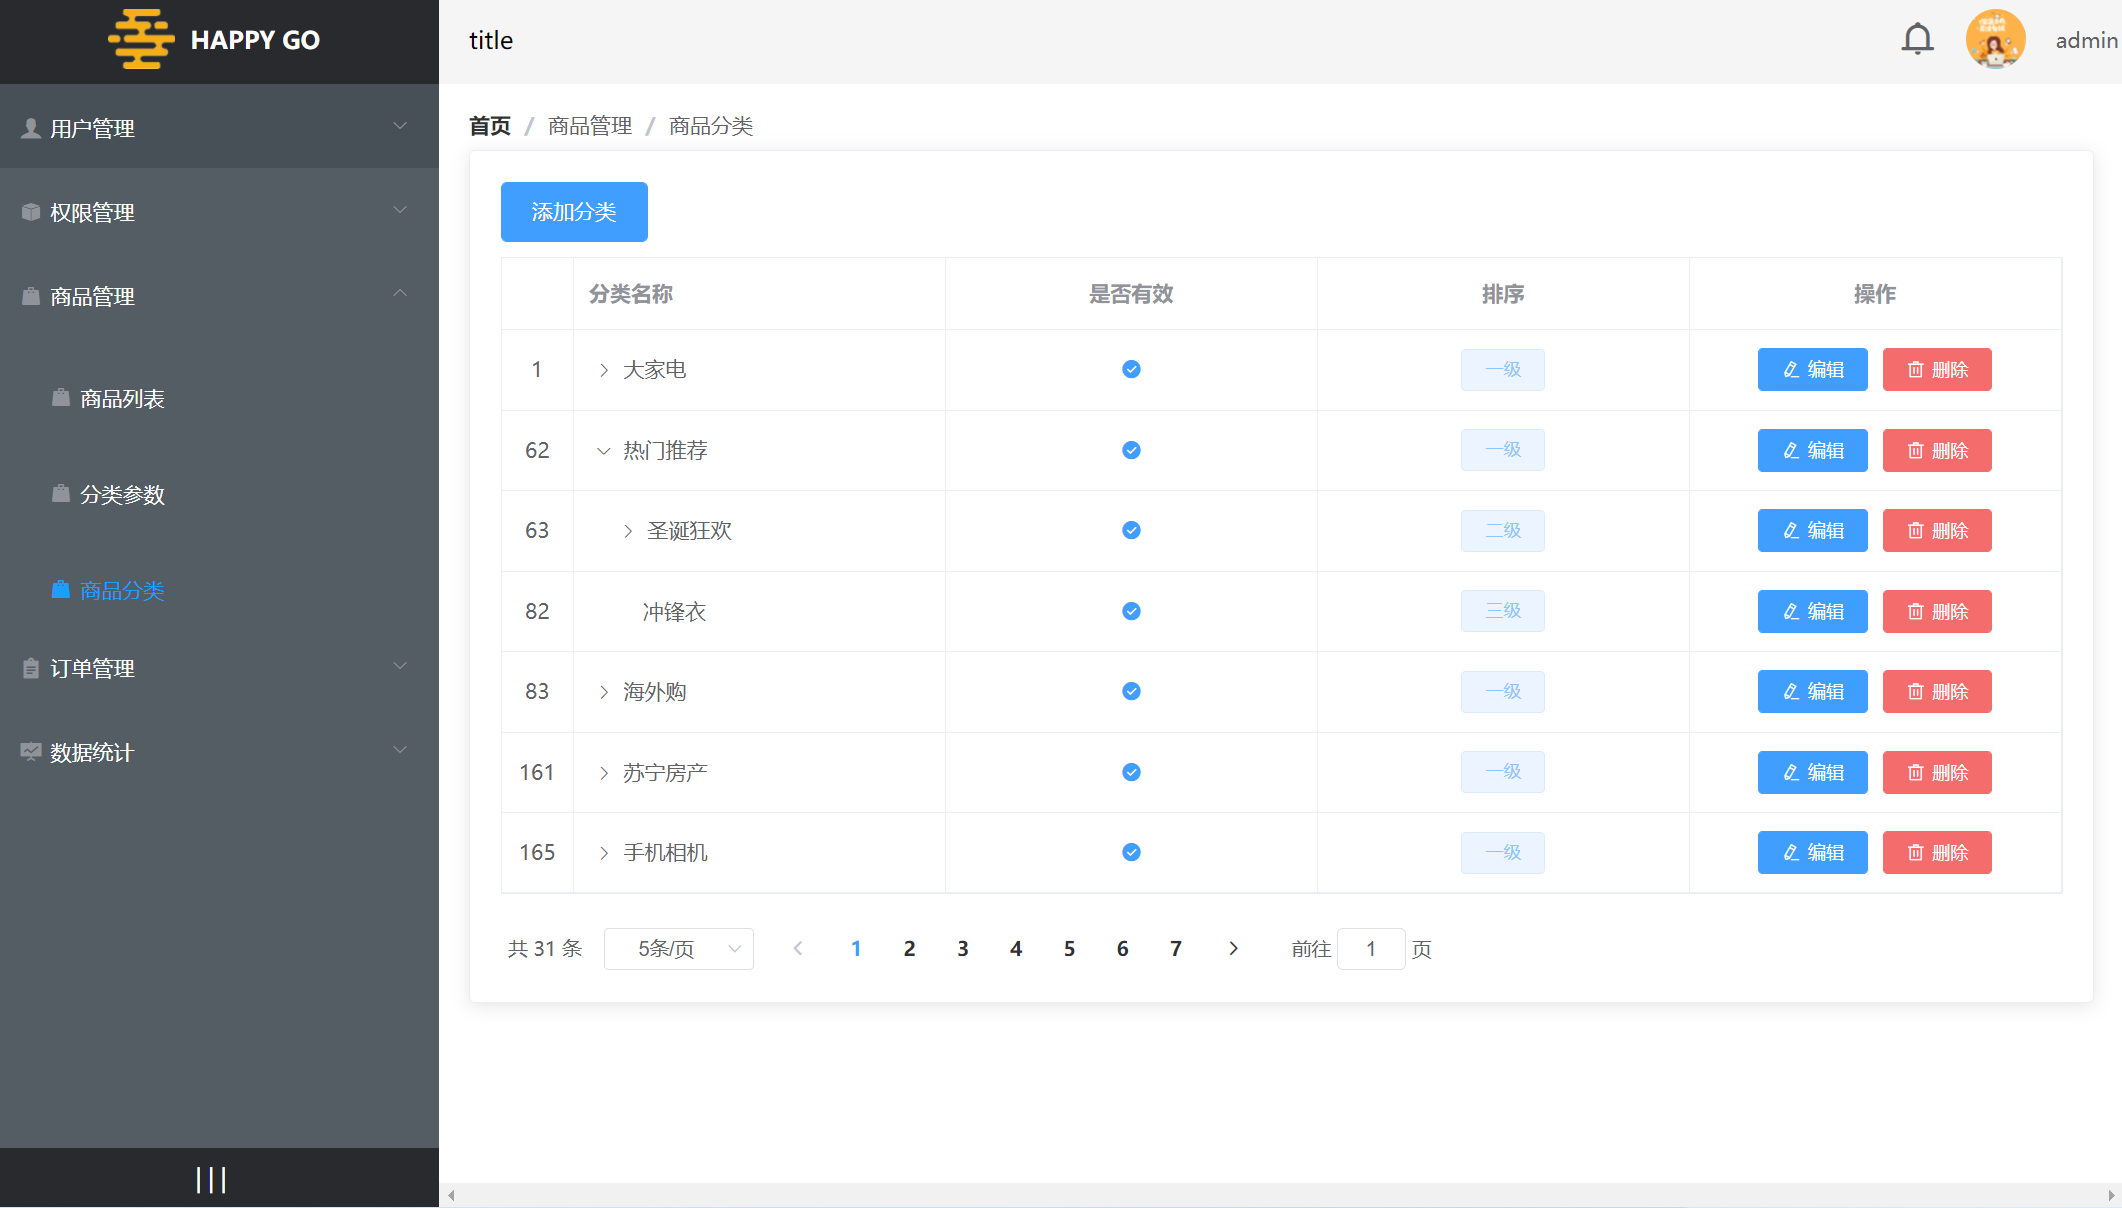 HAPPY GO
title
admin
用户管理
权限管理
商品管理
商品列表
分类参数
商品分类
订单管理
数据统计
|||
首页 / 商品管理 / 商品分类
添加分类
分类名称 是否有效 排序 操作
1 大家电 一级 编辑 删除
62 热门推荐 一级 编辑 删除
63 圣诞狂欢 二级 编辑 删除
82 冲锋衣 三级 编辑 删除
83 海外购 一级 编辑 删除
161 苏宁房产 一级 编辑 删除
165 手机相机 一级 编辑 删除
共 31 条 5条/页 1 2 3 4 5 6 7 前往 1 页